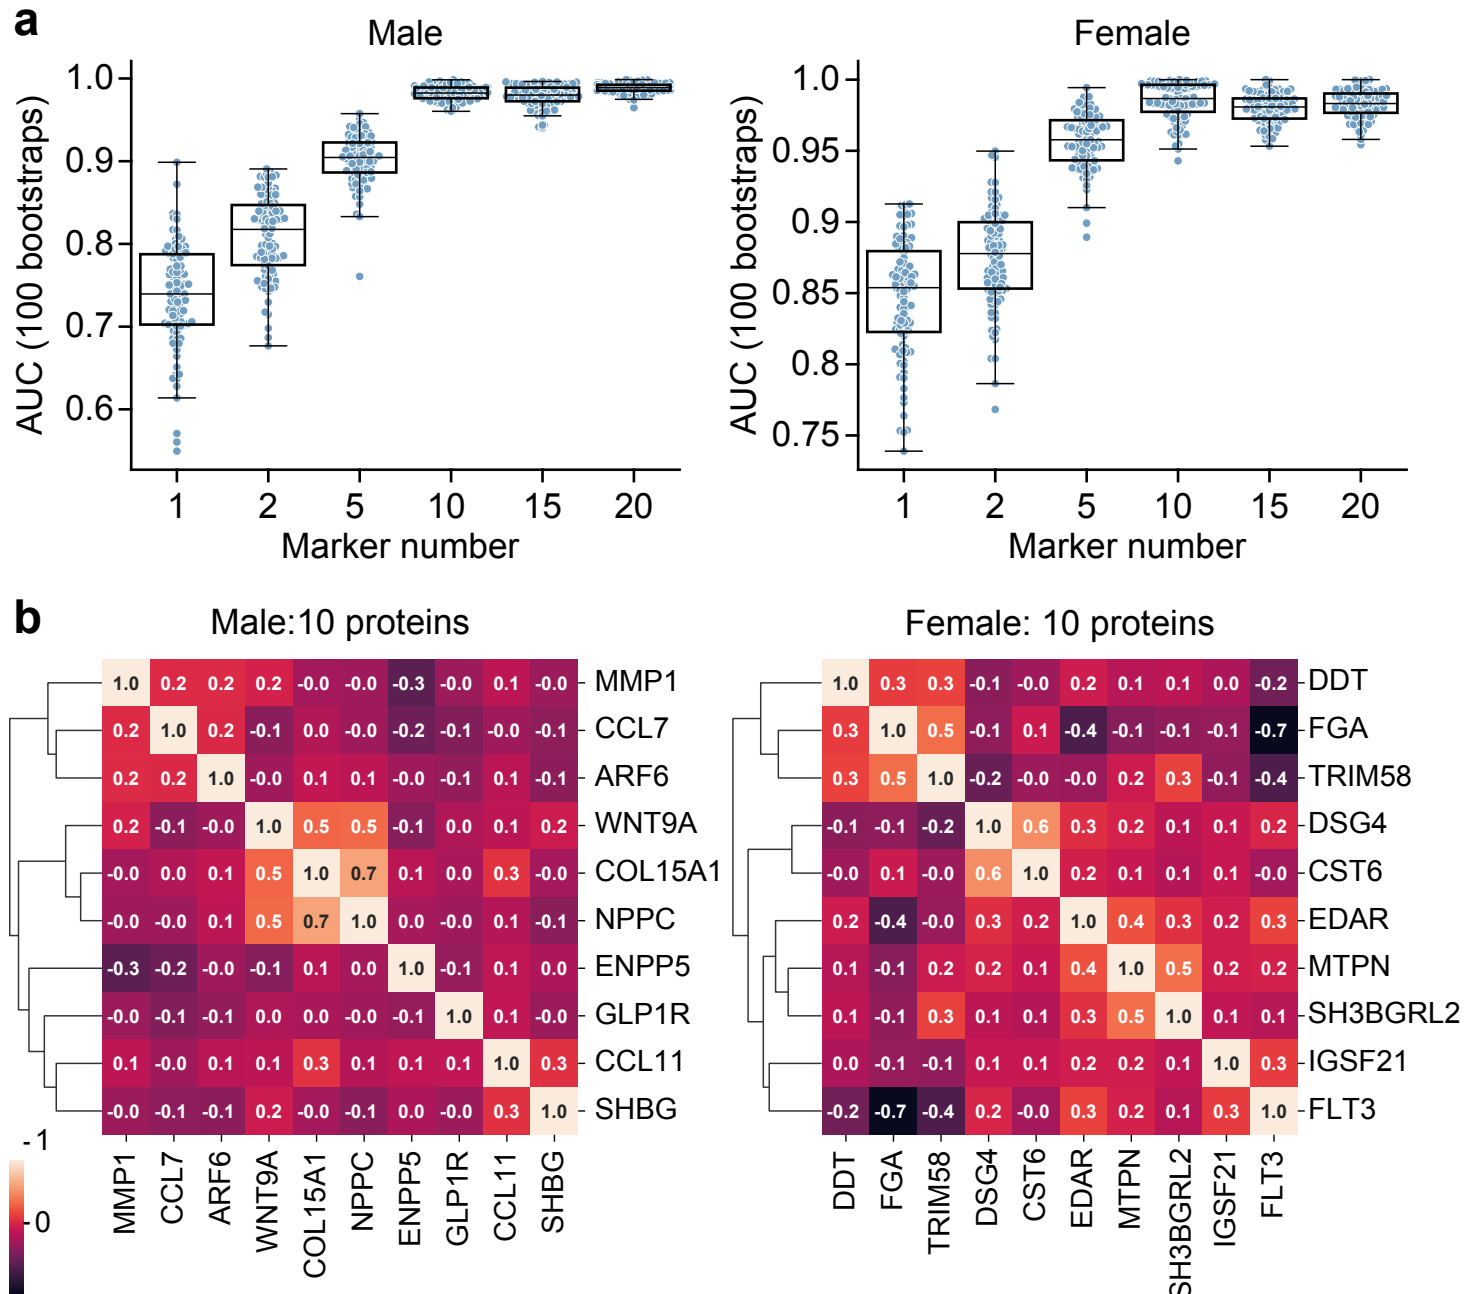 a
Male
Female
AUC (100 bootstraps)
1.0
0.9
0.8
0.7
0.6
1 2 5 10 15 20
Marker number
AUC (100 bootstraps)
1.0
0.95
0.9
0.85
0.8
0.75
1 2 5 10 15 20
Marker number
b
Male:10 proteins
1.0 0.2 0.2 0.2 -0.0 -0.0 -0.3 -0.0 0.1 -0.0 MMP1
0.2 1.0 0.2 -0.1 0.0 -0.0 -0.2 -0.1 -0.0 -0.1 CCL7
0.2 0.2 1.0 -0.0 0.1 0.1 -0.0 -0.1 0.1 -0.1 ARF6
0.2 -0.1 -0.0 1.0 0.5 0.5 -0.1 0.0 0.1 0.2 WNT9A
-0.0 0.0 0.1 0.5 1.0 0.7 0.1 0.0 0.3 -0.0 COL15A1
-0.0 -0.0 0.1 0.5 0.7 1.0 0.0 -0.0 0.1 -0.1 NPPC
-0.3 -0.2 -0.0 -0.1 0.1 0.0 1.0 -0.1 0.1 0.0 ENPP5
-0.0 -0.1 -0.1 0.0 0.0 -0.0 -0.1 1.0 0.1 -0.0 GLP1R
0.1 -0.0 0.1 0.1 0.3 0.1 0.1 0.1 1.0 0.3 CCL11
-0.0 -0.1 -0.1 0.2 -0.0 -0.1 0.0 -0.0 0.3 1.0 SHBG
MMP1 CCL7 ARF6 WNT9A COL15A1 NPPC ENPP5 GLP1R CCL11 SHBG
1
0
Female: 10 proteins
1.0 0.3 0.3 -0.1 -0.0 0.2 0.1 0.1 0.0 -0.2 DDT
0.3 1.0 0.5 -0.1 0.1 -0.4 -0.1 -0.1 -0.1 -0.7 FGA
0.3 0.5 1.0 -0.2 -0.0 -0.0 0.2 0.3 -0.1 -0.4 TRIM58
-0.1 -0.1 -0.2 1.0 0.6 0.3 0.2 0.1 0.1 0.2 DSG4
-0.0 0.1 -0.0 0.6 1.0 0.2 0.1 0.1 0.1 -0.0 CST6
0.2 -0.4 -0.0 0.3 0.2 1.0 0.4 0.3 0.2 0.3 EDAR
0.1 -0.1 0.2 0.2 0.1 0.4 1.0 0.5 0.2 0.2 MTPN
0.1 -0.1 0.3 0.1 0.1 0.3 0.5 1.0 0.1 0.1 SH3BGRL2
0.0 -0.1 -0.1 0.1 0.1 0.2 0.2 0.1 1.0 0.3 IGSF21
-0.2 -0.7 -0.4 0.2 -0.0 0.3 0.2 0.1 0.3 1.0 FLT3
DDT FGA TRIM58 DSG4 CST6 EDAR MTPN SH3BGRL2 IGSF21 FLT3